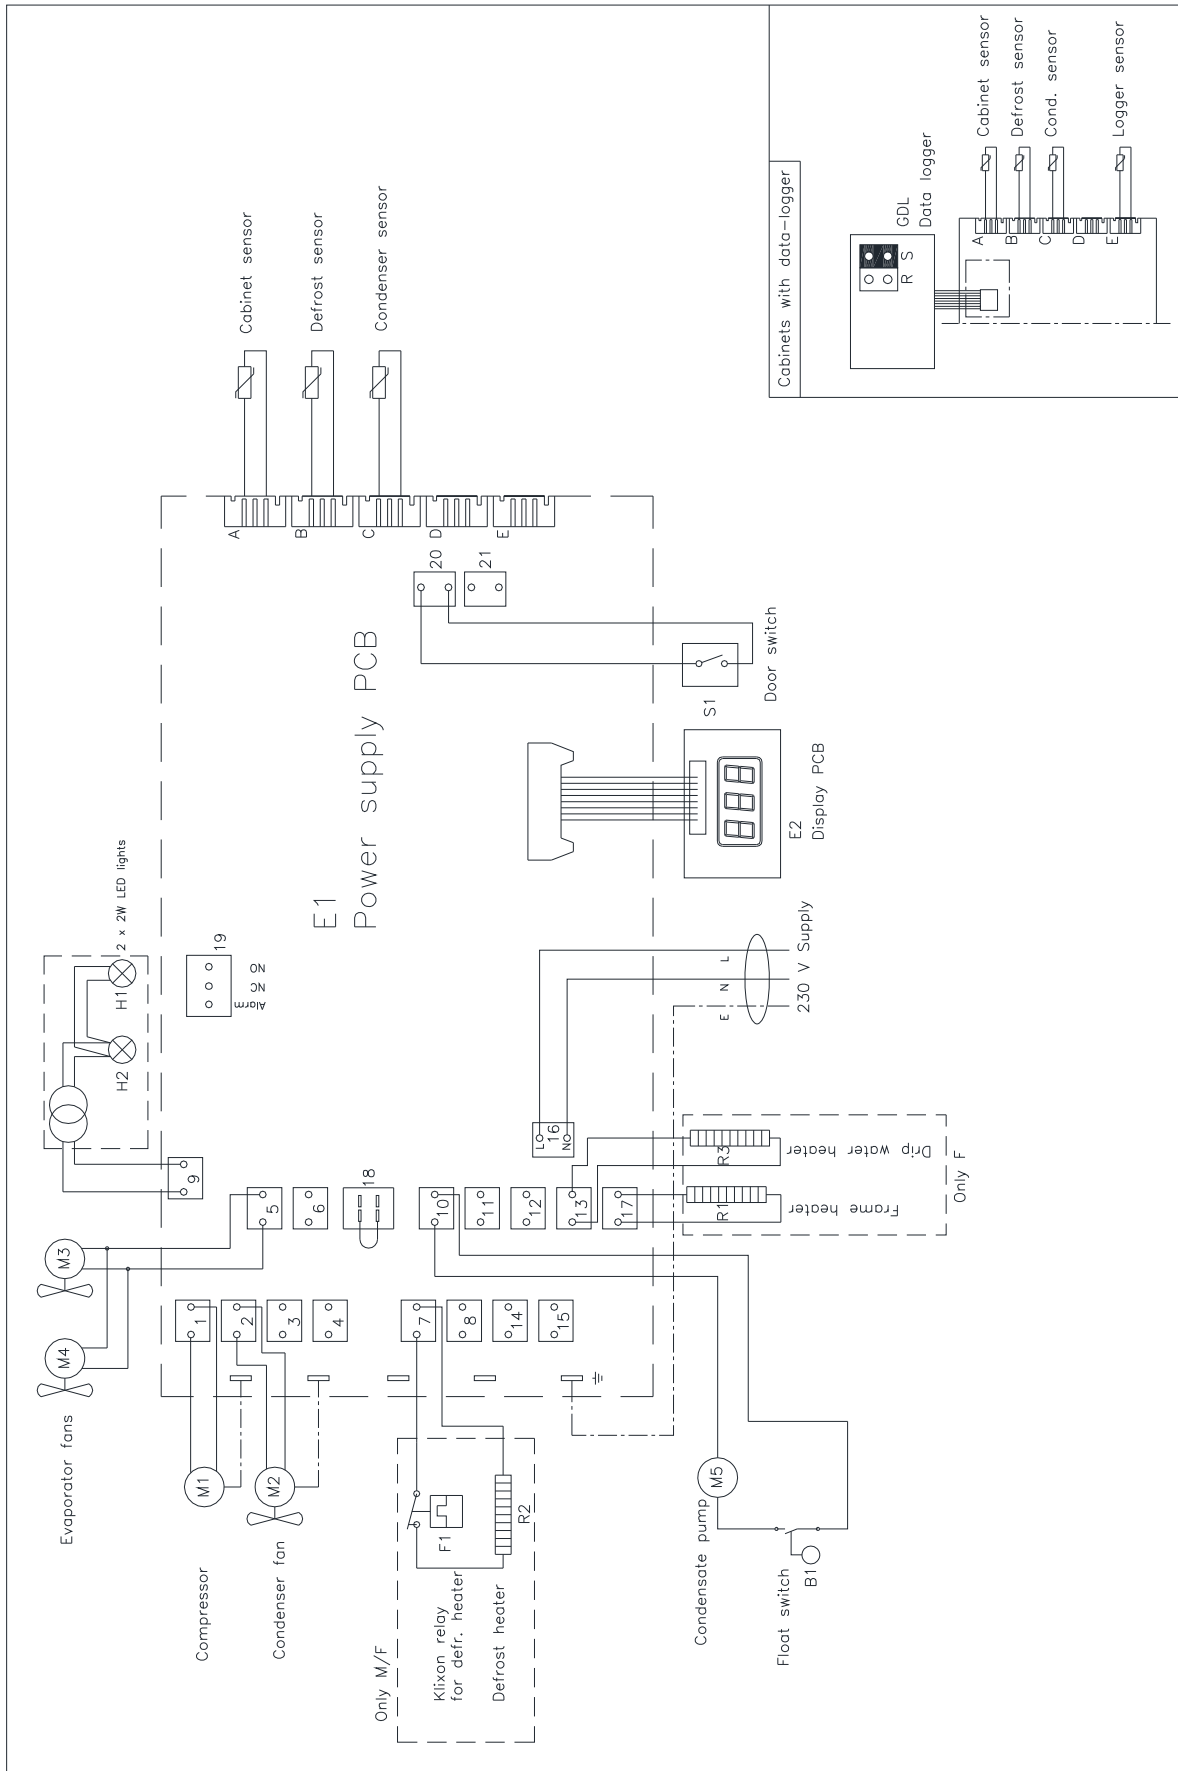 Evaporator fans
M4
M3
2 x 2W LED lights
H2
H1
Compressor
M1
Condenser fan
M2
1
2
3
4
5
6
9
18
19
Alarm
NC
NO
E1
Power supply PCB
A
B
C
D
E
Cabinet sensor
Defrost sensor
Condenser sensor
20
21
Only M/F
Klixon relay
for defr. heater
Defrost heater
F1
R2
7
8
14
15
10
11
12
13
17
L
16
N
Condensate pump
M5
Float switch
B1
R1
Frame heater
R3
Drip water heater
Only F
E
N
L
230 V Supply
E2
Display PCB
S1
Door switch
Cabinets with data-logger
GDL
Data logger
R
S
A
B
C
D
E
Cabinet sensor
Defrost sensor
Cond. sensor
Logger sensor